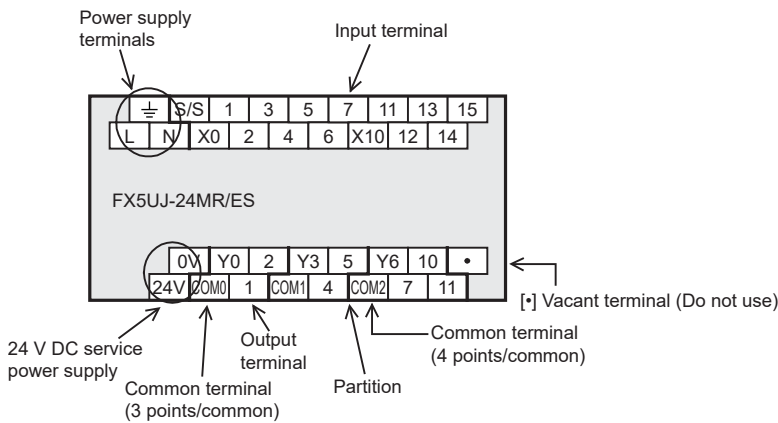 Power supply
terminals
Input terminal
⏚ S/S 1 3 5 7 11 13 15
L N X0 2 4 6 X10 12 14
FX5UJ-24MR/ES
0V Y0 2 Y3 5 Y6 10 •
24V COM0 1 COM1 4 COM2 7 11
[•] Vacant terminal (Do not use)
24 V DC service
power supply
Common terminal
(3 points/common)
Output
terminal
Partition
Common terminal
(4 points/common)